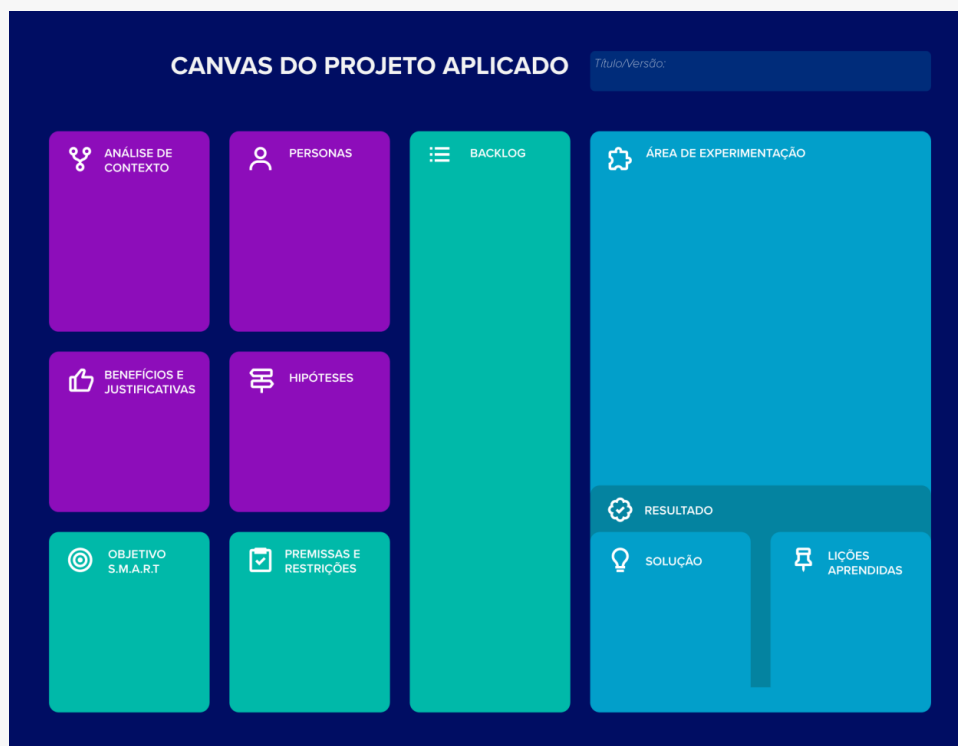 CANVAS DO PROJETO APLICADO
Título/Versão:
ANÁLISE DE
CONTEXTO
PERSONAS
BACKLOG
ÁREA DE EXPERIMENTAÇÃO
BENEFÍCIOS E
JUSTIFICATIVAS
HIPÓTESES
RESULTADO
OBJETIVO
S.M.A.R.T
PREMISSAS E
RESTRIÇÕES
SOLUÇÃO
LIÇÕES
APRENDIDAS